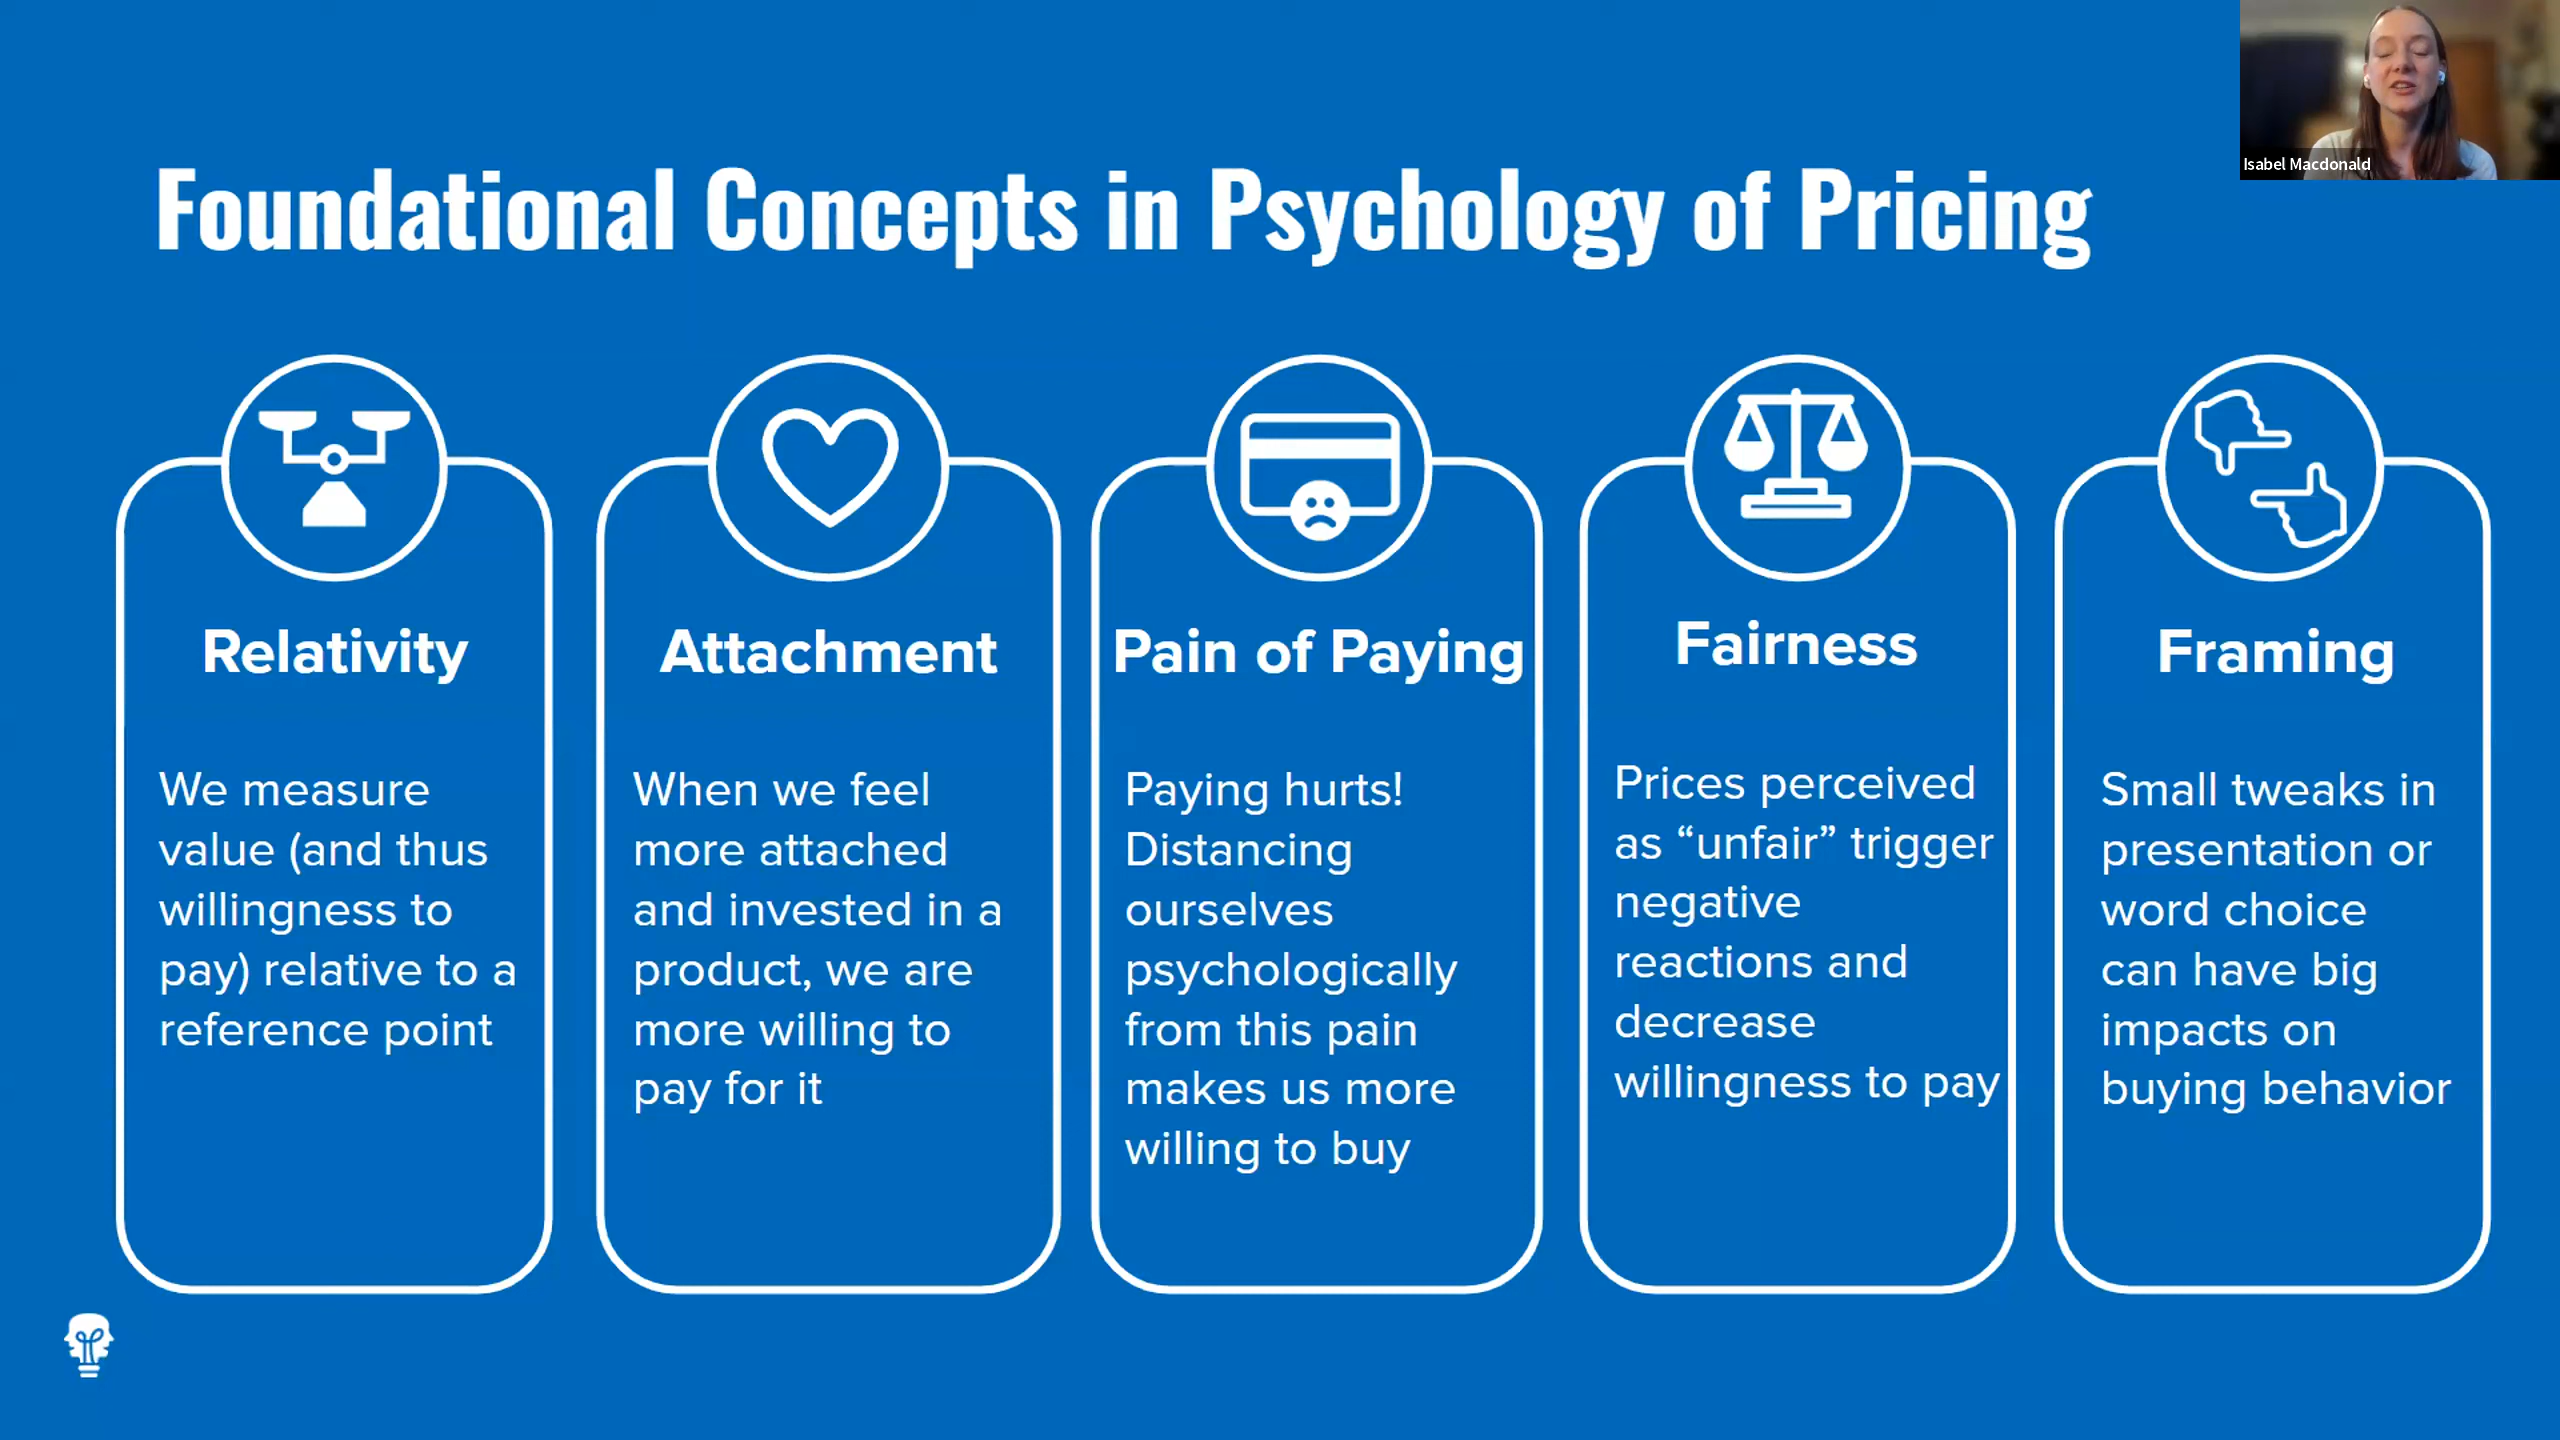 Isabel Macdonald
Foundational Concepts in Psychology of Pricing
Relativity
We measure
value (and thus
willingness to
pay) relative to a
reference point
Attachment
When we feel
more attached
and invested in a
product, we are
more willing to
pay for it
Pain of Paying
Paying hurts!
Distancing
ourselves
psychologically
from this pain
makes us more
willing to buy
Fairness
Prices perceived
as “unfair” trigger
negative
reactions and
decrease
willingness to pay
Framing
Small tweaks in
presentation or
word choice
can have big
impacts on
buying behavior